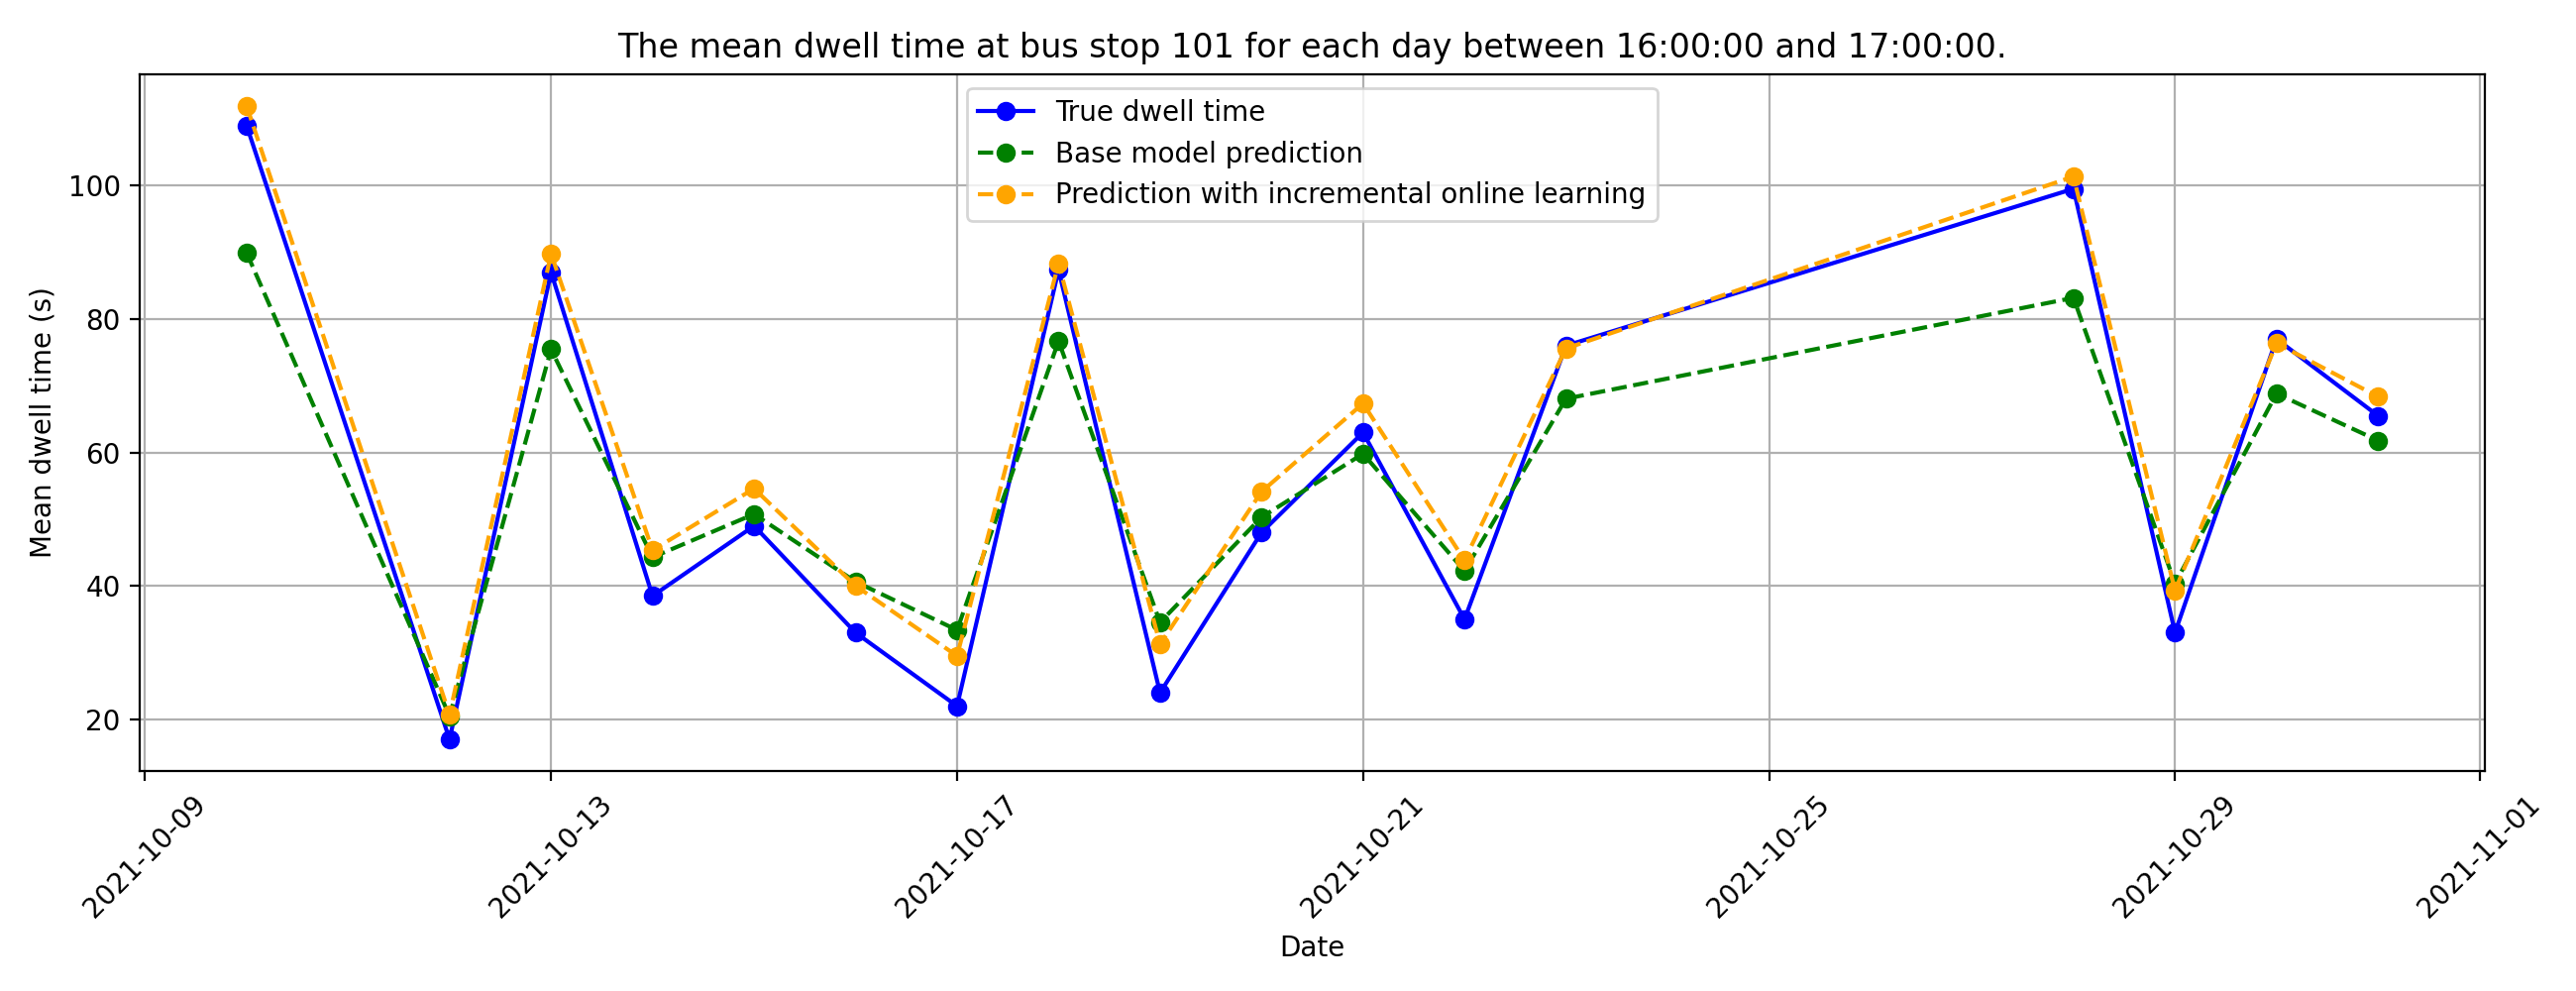 The mean dwell time at bus stop 101 for each day between 16:00:00 and 17:00:00.
True dwell time
Base model prediction
Prediction with incremental online learning
Mean dwell time (s)
100
80
60
40
20
2021-10-09
2021-10-13
2021-10-17
2021-10-21
2021-10-25
2021-10-29
2021-11-01
Date